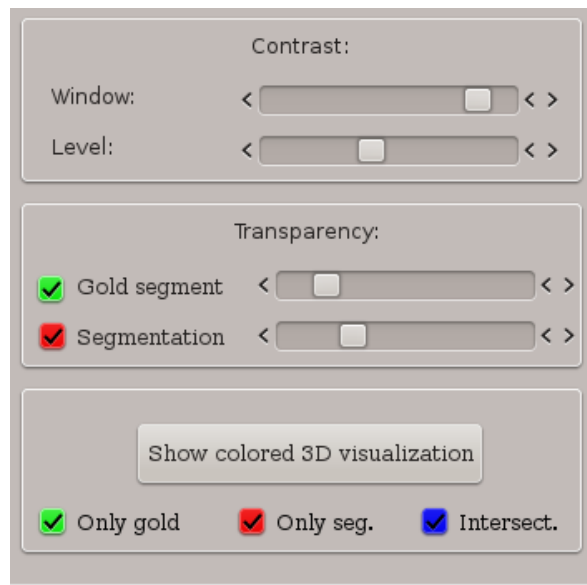 Contrast:
Window:
Level:
Transparency:
Gold segment
Segmentation
Show colored 3D visualization
Only gold Only seg. Intersect.